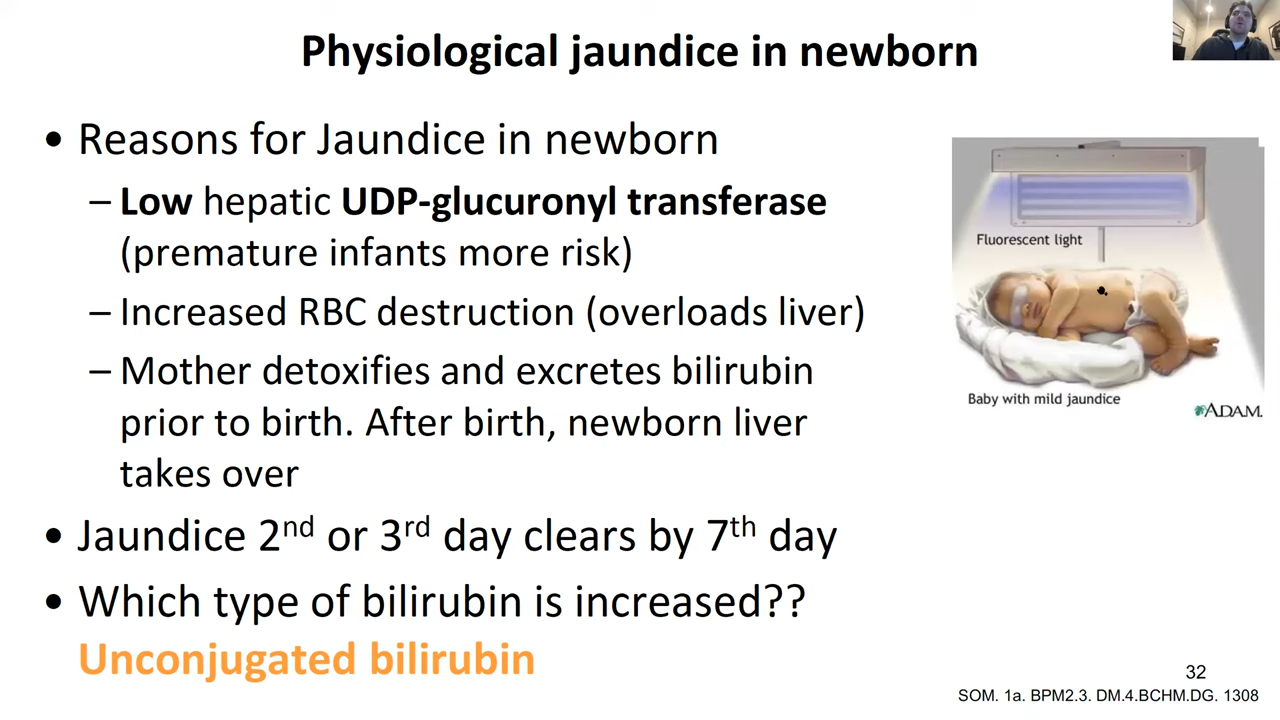 Physiological jaundice in newborn
• Reasons for Jaundice in newborn
– Low hepatic UDP-glucuronyl transferase
(premature infants more risk)
– Increased RBC destruction (overloads liver)
– Mother detoxifies and excretes bilirubin
prior to birth. After birth, newborn liver
takes over
• Jaundice 2nd or 3rd day clears by 7th day
• Which type of bilirubin is increased??
Unconjugated bilirubin
Fluorescent light
Baby with mild jaundice
ADAM.
32
SOM. 1a. BPM2.3. DM.4.BCHM.DG. 1308